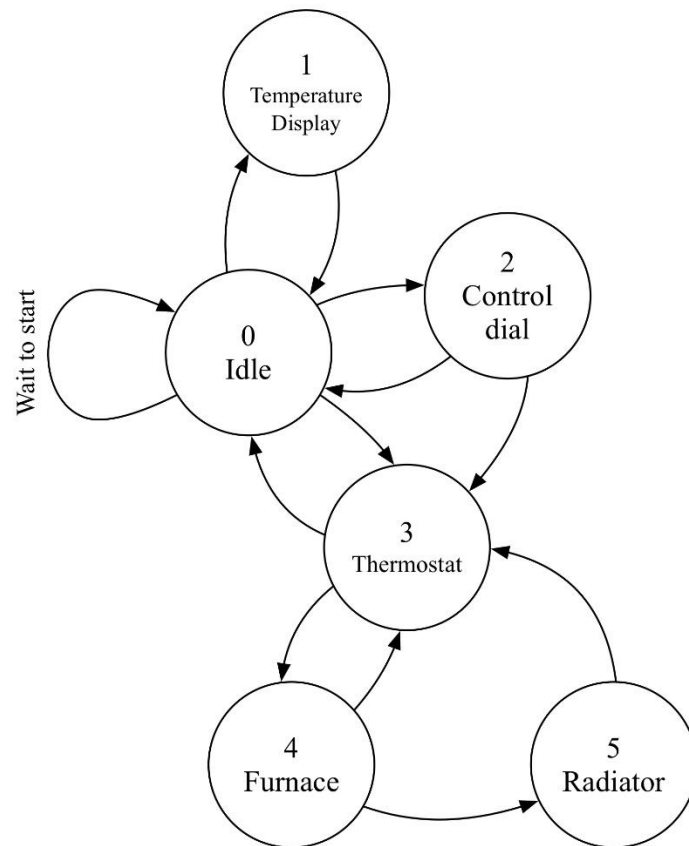 1
Temperature
Display
2
Control
dial
Wait to start
0
Idle
3
Thermostat
4
Furnace
5
Radiator